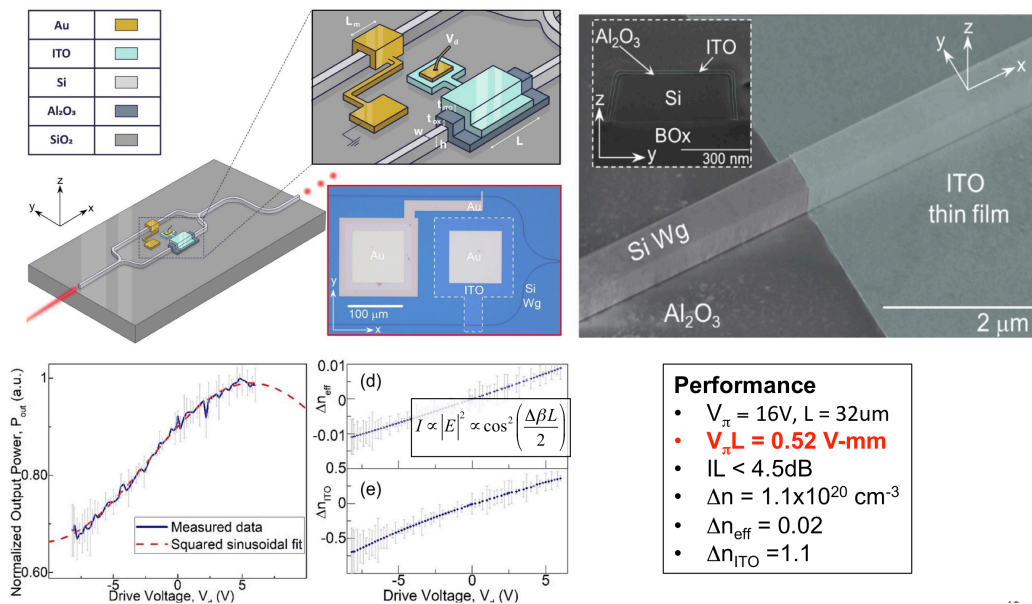 Au
ITO
Si
Al₂O₃
SiO₂
z
y
x
Lm
Vd
tITO
tox
w
h
L
Au
Au
Au
ITO
Si
Wg
y
x
100 μm
Al2O3
ITO
Si
BOx
z
y
300 nm
z
y
x
Si Wg
ITO
thin film
Al2O3
2 μm
Normalized Output Power, Pout (a.u.)
1
0.80
0.60
-5
0
5
10
Drive Voltage, Vd (V)
Measured data
Squared sinusoidal fit
(d)
Δneff
0.01
0
-0.01
I ∝ |E|² ∝ cos²(ΔβL/2)
(e)
ΔnITO
0.5
0
-0.5
-5
0
5
Drive Voltage, Vd (V)
Performance
• Vπ = 16V, L = 32um
• VπL = 0.52 V-mm
• IL < 4.5dB
• Δn = 1.1x10²⁰ cm⁻³
• Δneff = 0.02
• ΔnITO =1.1